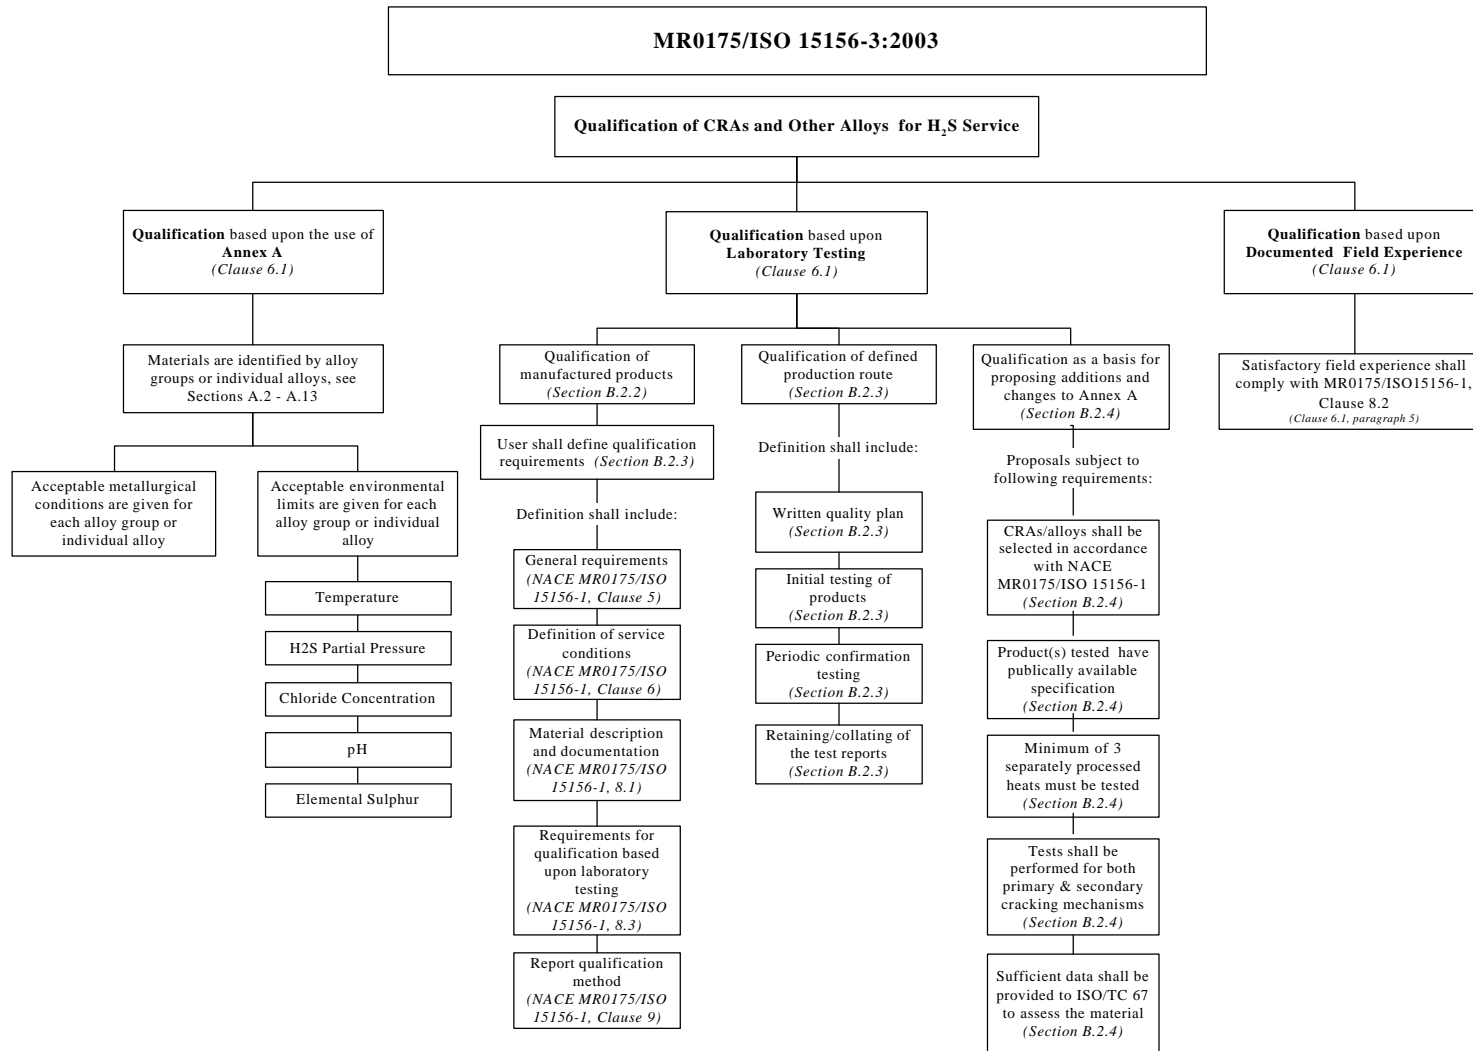 MR0175/ISO 15156-3:2003
Qualification of CRAs and Other Alloys for H2S Service
Qualification based upon the use of
Annex A
(Clause 6.1)
Qualification based upon
Laboratory Testing
(Clause 6.1)
Qualification based upon
Documented Field Experience
(Clause 6.1)
Materials are identified by alloy
groups or individual alloys, see
Sections A.2 - A.13
Acceptable metallurgical
conditions are given for
each alloy group or
individual alloy
Acceptable environmental
limits are given for each
alloy group or individual
alloy
Temperature
H2S Partial Pressure
Chloride Concentration
pH
Elemental Sulphur
Qualification of
manufactured products
(Section B.2.2)
User shall define qualification
requirements (Section B.2.3)
Definition shall include:
General requirements
(NACE MR0175/ISO
15156-1, Clause 5)
Definition of service
conditions
(NACE MR0175/ISO
15156-1, Clause 6)
Material description
and documentation
(NACE MR0175/ISO
15156-1, 8.1)
Requirements for
qualification based
upon laboratory
testing
(NACE MR0175/ISO
15156-1, 8.3)
Report qualification
method
(NACE MR0175/ISO
15156-1, Clause 9)
Qualification of defined
production route
(Section B.2.3)
Definition shall include:
Written quality plan
(Section B.2.3)
Initial testing of
products
(Section B.2.3)
Periodic confirmation
testing
(Section B.2.3)
Retaining/collating of
the test reports
(Section B.2.3)
Qualification as a basis for
proposing additions and
changes to Annex A
(Section B.2.4)
Proposals subject to
following requirements:
CRAs/alloys shall be
selected in accordance
with NACE
MR0175/ISO 15156-1
(Section B.2.4)
Product(s) tested have
publically available
specification
(Section B.2.4)
Minimum of 3
separately processed
heats must be tested
(Section B.2.4)
Tests shall be
performed for both
primary & secondary
cracking mechanisms
(Section B.2.4)
Sufficient data shall be
provided to ISO/TC 67
to assess the material
(Section B.2.4)
Satisfactory field experience shall
comply with MR0175/ISO15156-1,
Clause 8.2
(Clause 6.1, paragraph 5)